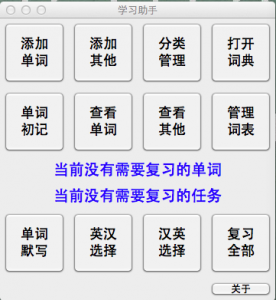 学习助手
添加 添加 分类 打开
单词 其他 管理 词典
单词 查看 查看 管理
初记 单词 其他 词表
当前没有需要复习的单词
当前没有需要复习的任务
单词 英汉 汉英 复习
默写 选择 选择 全部
关于